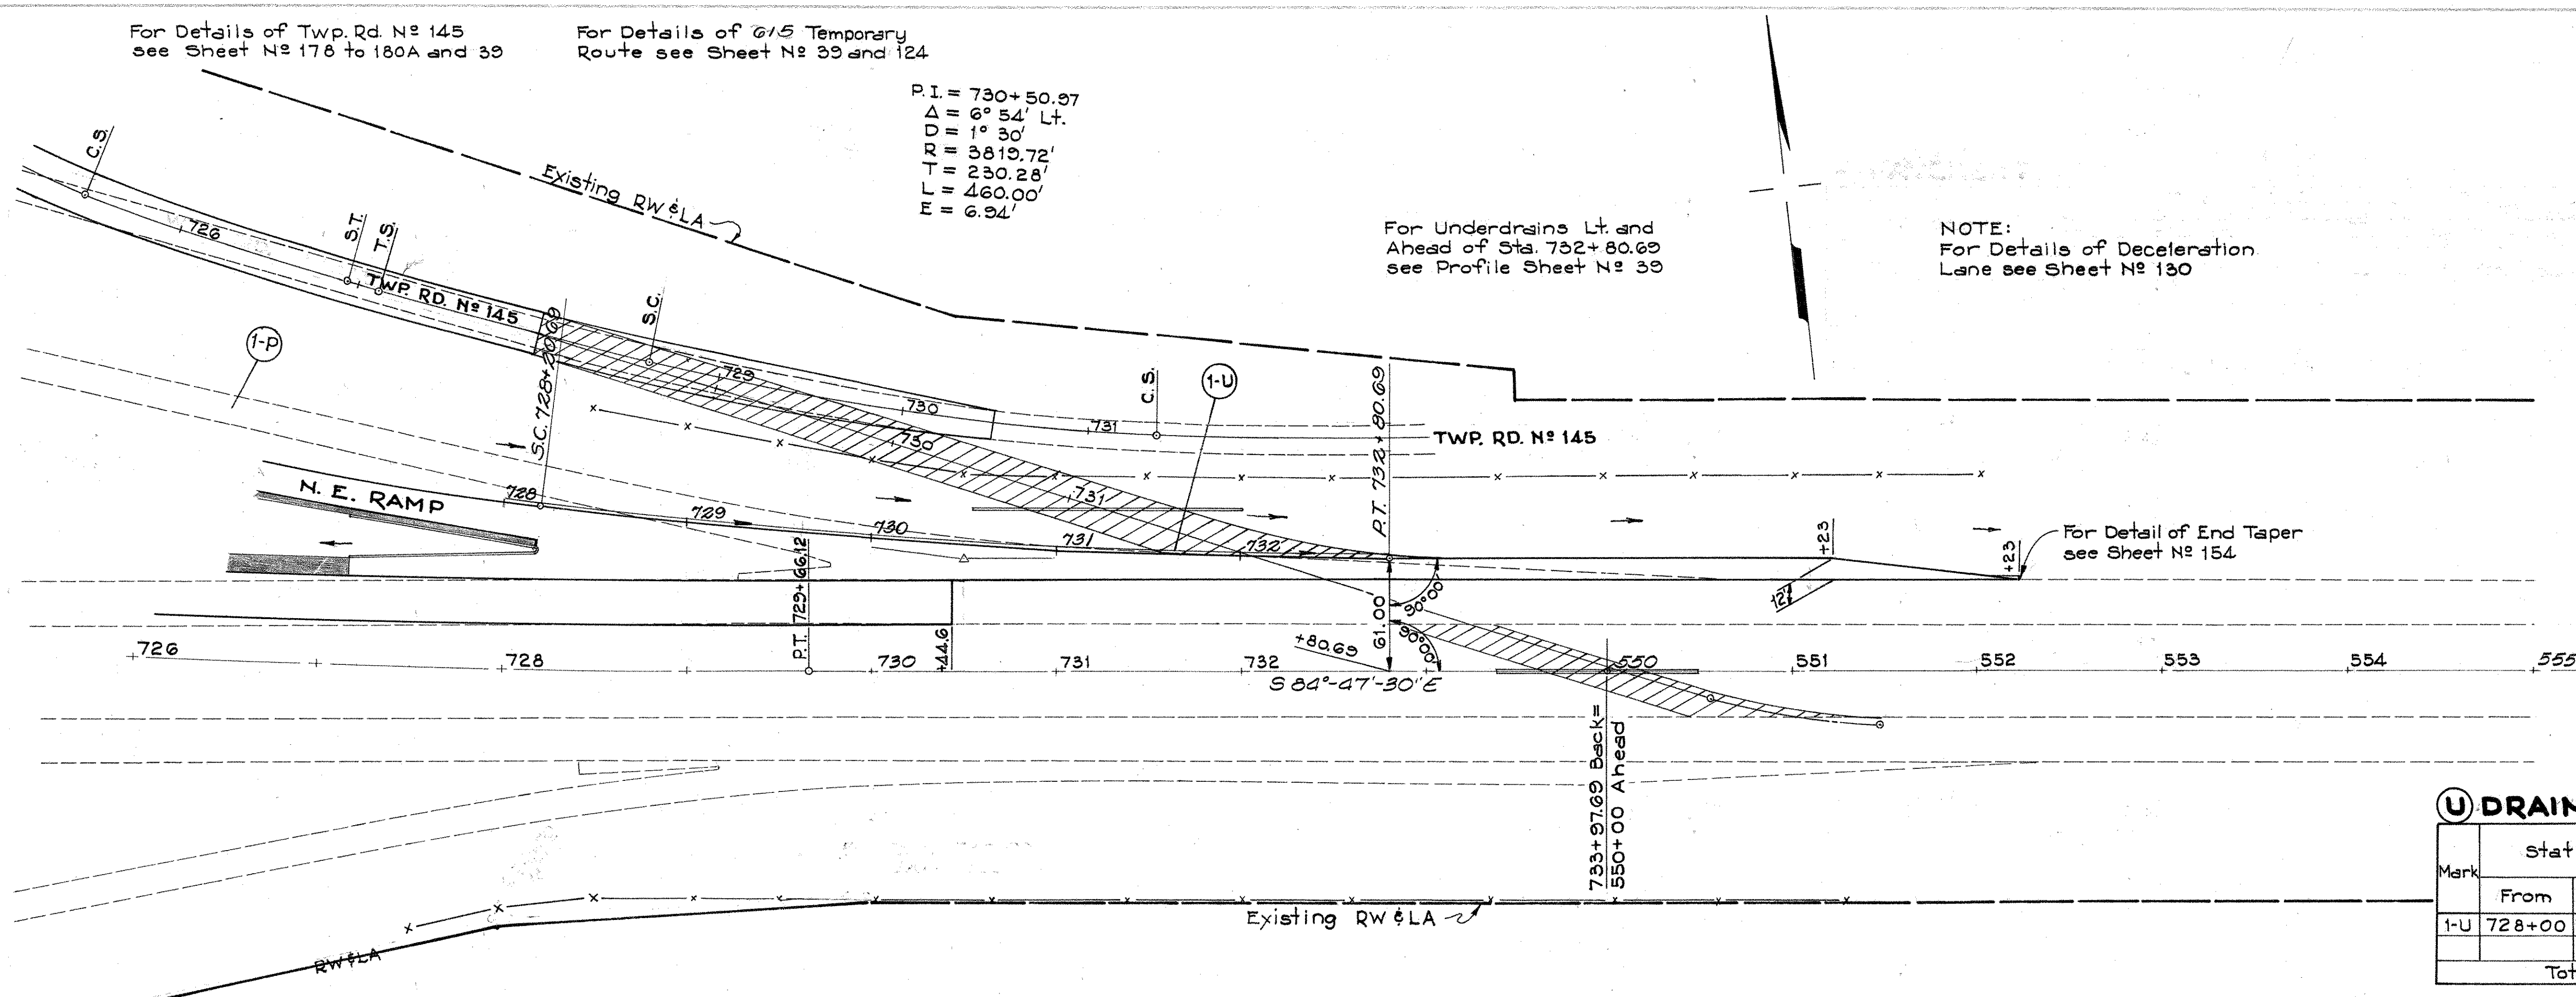 For Details of Twp. Rd. Nº 145
see Sheet Nº 178 to 180A and 39
For Details of 615 Temporary
Route see Sheet Nº 39 and 124
P.I. = 730+50.97
Δ = 6° 54' Lt.
D = 1° 30'
R = 3819.72'
T = 230.28'
L = 460.00'
E = 6.94'
C.S.
Existing RW & LA
726
S.T.
T.S.
TWP. RD. Nº 145
For Underdrains Lt. and
Ahead of Sta. 732+80.69
see Profile Sheet Nº 39
NOTE:
For Details of Deceleration
Lane see Sheet Nº 130
1-P
S.C. 728+20.69
S.C.
729
1-U
730
730
731
C.S.
TWP. RD. Nº 145
P.T. 732+80.69
N. E. RAMP
728
729
730
731
731
732
+23
+23
For Detail of End Taper
see Sheet Nº 154
P.T. 729+66.12
+44.6
61.00
90°00'
90°00'
12'
+80.69
726
728
730
731
732
550
551
552
553
554
555
S 84°-47'-30"E
733+97.69 Back=
550+00 Ahead
Existing RW & LA
RW & LA
U DRAIN
Mark
Stat
From
1-U 728+00
Tot